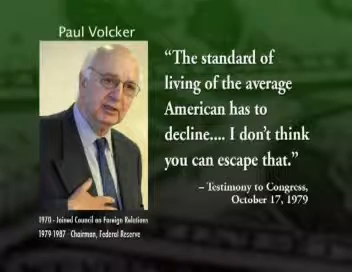 Paul Volcker
“The standard of
living of the average
American has to
decline.... I don’t think
you can escape that.”
– Testimony to Congress,
October 17, 1979
1970 - Joined Council on Foreign Relations
1979-1987 - Chairman, Federal Reserve